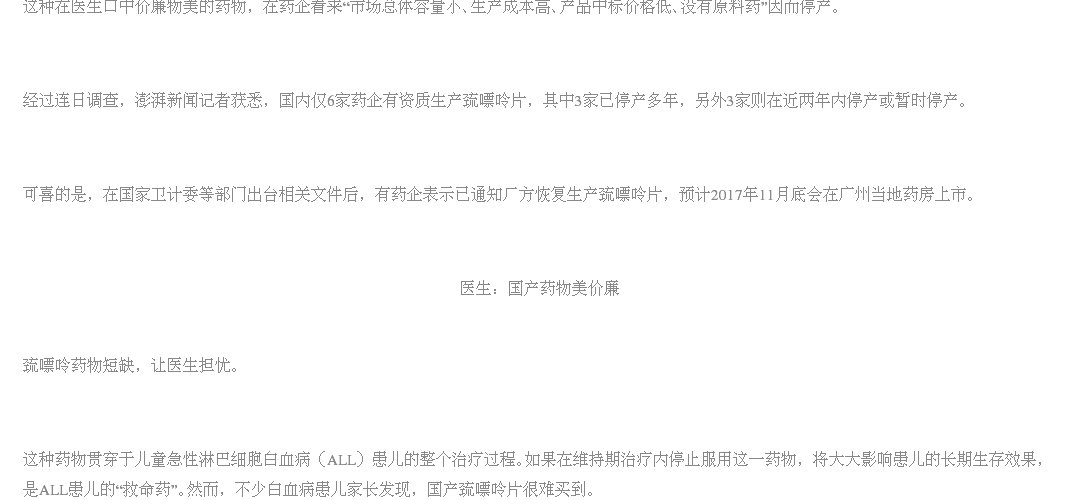 这种在医生口中价廉物美的药物，在药企看来“市场总体容量小、生产成本高、产品中标价格低、没有原料药”因而停产。
经过连日调查，澎湃新闻记者获悉，国内仅6家药企有资质生产巯嘌呤片，其中3家已停产多年，另外3家则在近两年内停产或暂时停产。
可喜的是，在国家卫计委等部门出台相关文件后，有药企表示已通知厂方恢复生产巯嘌呤片，预计2017年11月底会在广州当地药房上市。
医生：国产药物美价廉
巯嘌呤药物短缺，让医生担忧。
这种药物贯穿于儿童急性淋巴细胞白血病（ALL）患儿的整个治疗过程。如果在维持期治疗内停止服用这一药物，将大大影响患儿的长期生存效果，
是ALL患儿的“救命药”。然而，不少白血病患儿家长发现，国产巯嘌呤片很难买到。